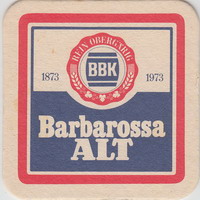 REIN OBERGÄRIG
BBK
1873 1973
Barbarossa
ALT